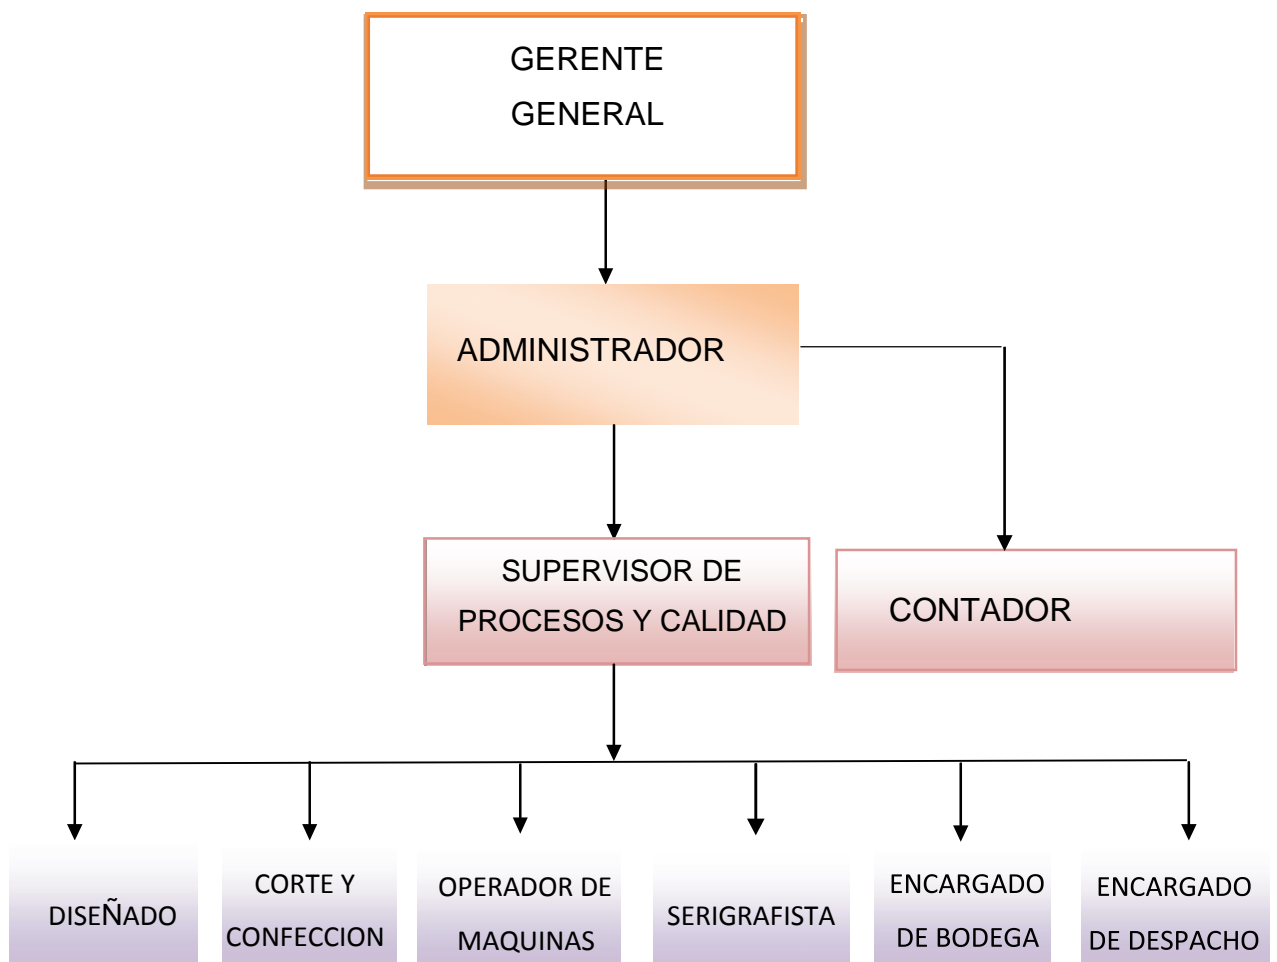 GERENTE
GENERAL
ADMINISTRADOR
SUPERVISOR DE
PROCESOS Y CALIDAD
CONTADOR
DISEÑADO
CORTE Y
CONFECCION
OPERADOR DE
MAQUINAS
SERIGRAFISTA
ENCARGADO
DE BODEGA
ENCARGADO
DE DESPACHO